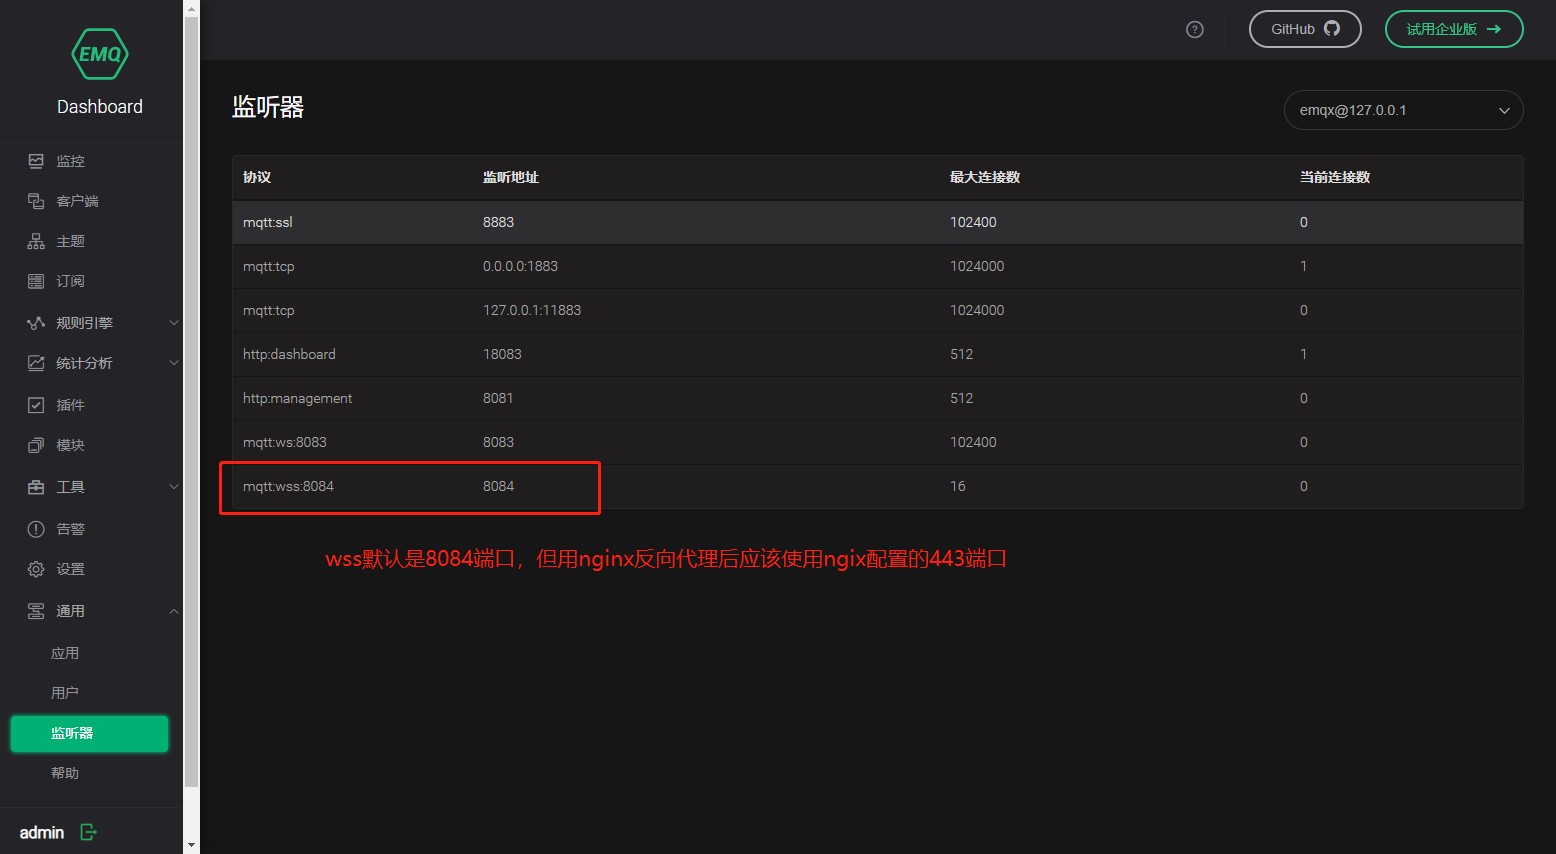 EMQ
Dashboard
监控
客户端
主题
订阅
规则引擎
统计分析
插件
模块
工具
告警
设置
通用
应用
用户
监听器
帮助
admin
?
GitHub
试用企业版
监听器
emqx@127.0.0.1
协议 监听地址 最大连接数 当前连接数
mqtt:ssl 8883 102400 0
mqtt:tcp 0.0.0.0:1883 1024000 1
mqtt:tcp 127.0.0.1:11883 1024000 0
http:dashboard 18083 512 1
http:management 8081 512 0
mqtt:ws:8083 8083 102400 0
mqtt:wss:8084 8084 16 0
wss默认是8084端口，但用nginx反向代理后应该使用ngix配置的443端口